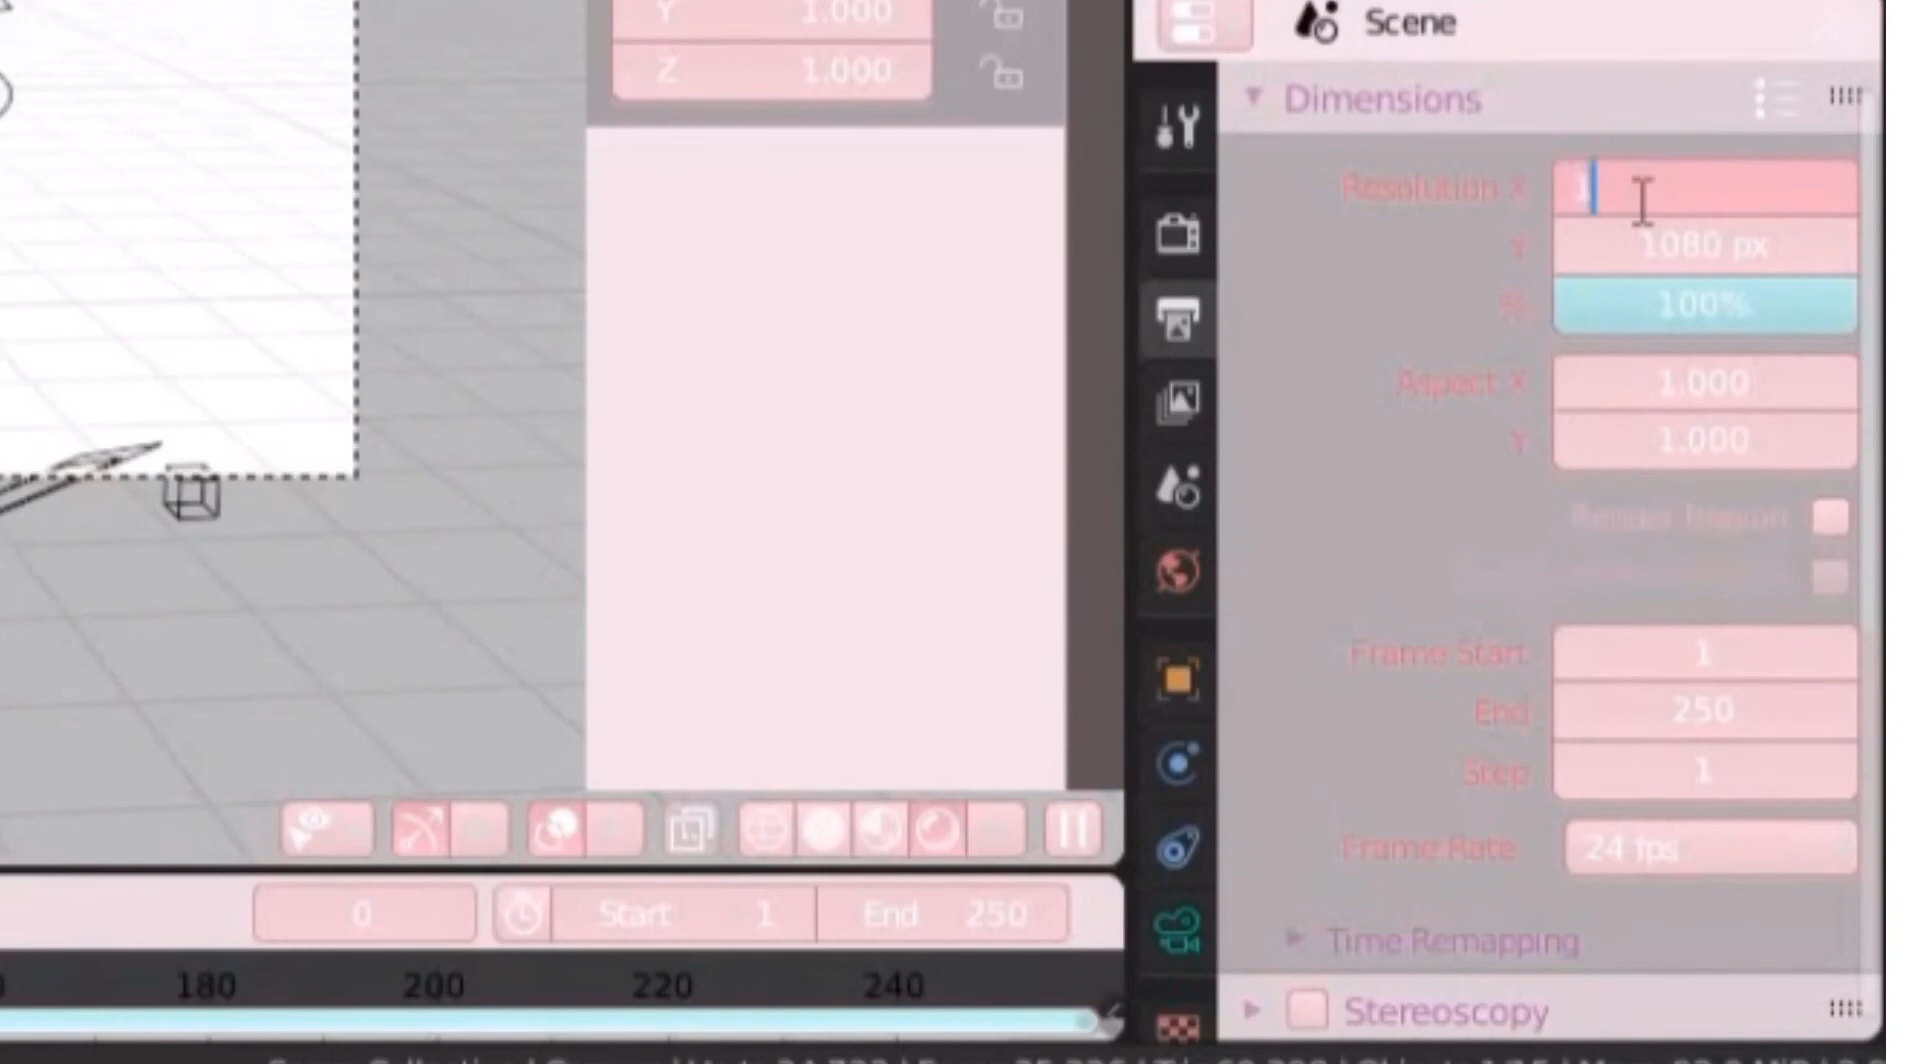 Y 1.000
Z 1.000
Scene
Dimensions
Resolution X 1
Y 1080 px
% 100%
Aspect X 1.000
Y 1.000
Render Region
Frame Start 1
End 250
Step 1
Frame Rate 24 fps
Time Remapping
Stereoscopy
0 Start 1 End 250
180 200 220 240